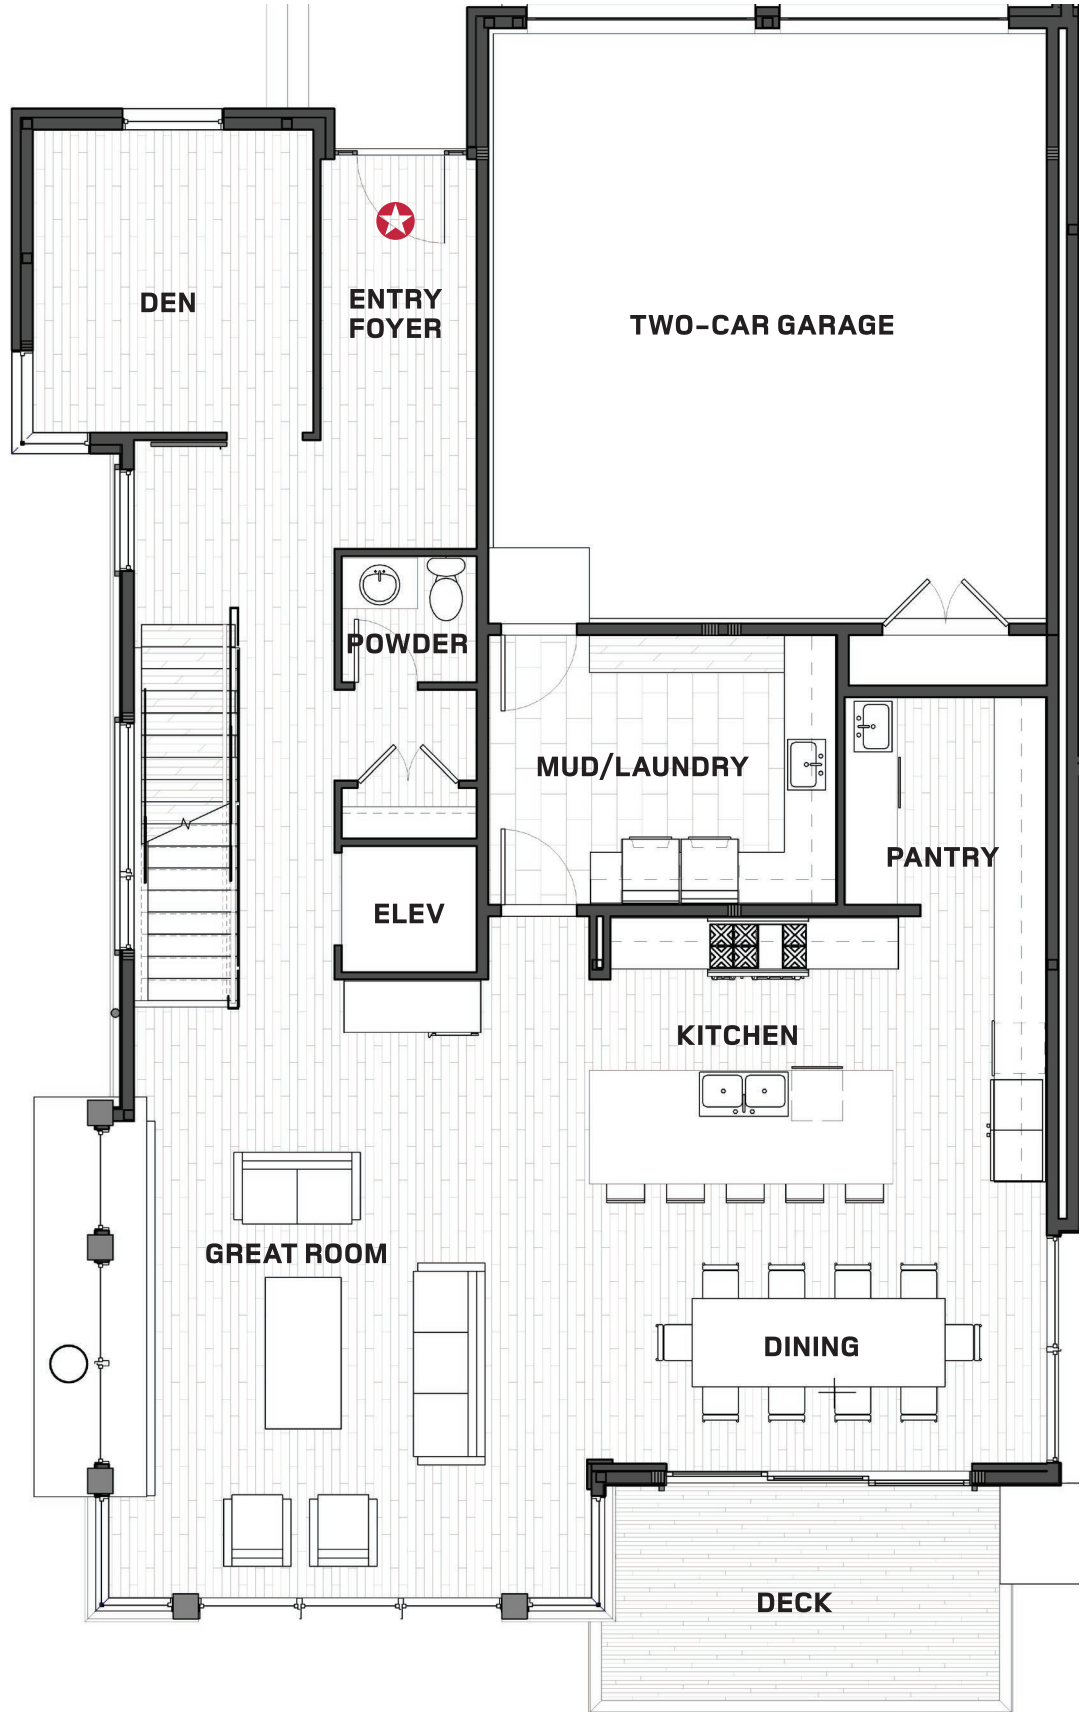 DEN
ENTRY
FOYER
TWO-CAR GARAGE
POWDER
MUD/LAUNDRY
PANTRY
ELEV
KITCHEN
GREAT ROOM
DINING
DECK